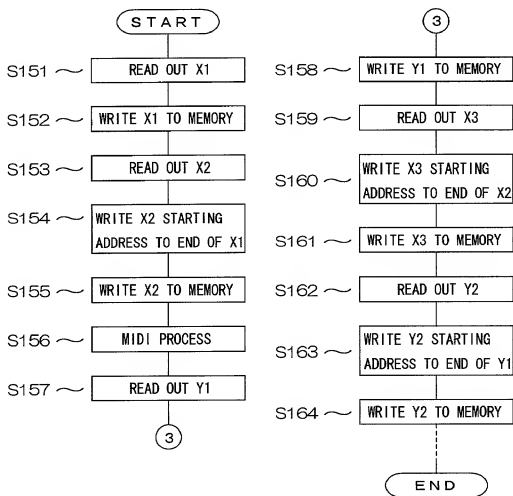 START
S151 READ OUT X1
S152 WRITE X1 TO MEMORY
S153 READ OUT X2
S154 WRITE X2 STARTING
ADDRESS TO END OF X1
S155 WRITE X2 TO MEMORY
S156 MIDI PROCESS
S157 READ OUT Y1
3
3
S158 WRITE Y1 TO MEMORY
S159 READ OUT X3
S160 WRITE X3 STARTING
ADDRESS TO END OF X2
S161 WRITE X3 TO MEMORY
S162 READ OUT Y2
S163 WRITE Y2 STARTING
ADDRESS TO END OF Y1
S164 WRITE Y2 TO MEMORY
END